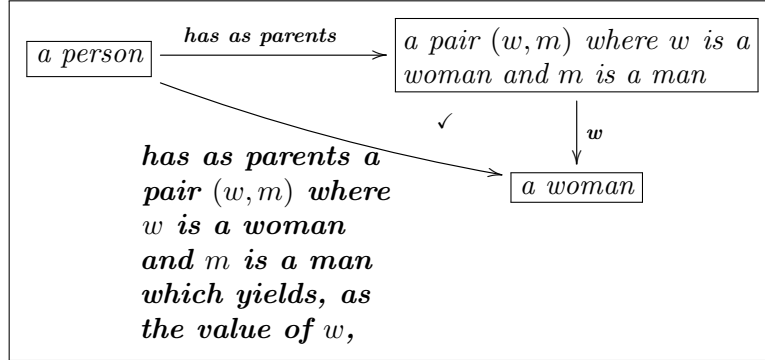 a person
has as parents
a pair (w, m) where w is a
woman and m is a man
✓
w
a woman
has as parents a
pair (w, m) where
w is a woman
and m is a man
which yields, as
the value of w,